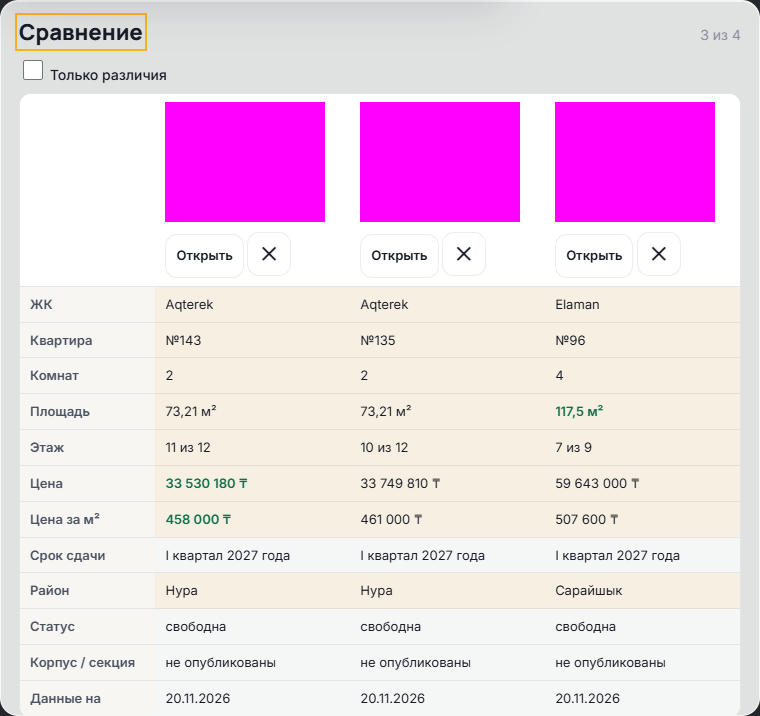 Сравнение
3 из 4
Только различия
Открыть Открыть Открыть
ЖК Aqterek Aqterek Elaman
Квартира №143 №135 №96
Комнат 2 2 4
Площадь 73,21 м² 73,21 м² 117,5 м²
Этаж 11 из 12 10 из 12 7 из 9
Цена 33 530 180 ₸ 33 749 810 ₸ 59 643 000 ₸
Цена за м² 458 000 ₸ 461 000 ₸ 507 600 ₸
Срок сдачи I квартал 2027 года I квартал 2027 года I квартал 2027 года
Район Нура Нура Сарайшык
Статус свободна свободна свободна
Корпус / секция не опубликованы не опубликованы не опубликованы
Данные на 20.11.2026 20.11.2026 20.11.2026